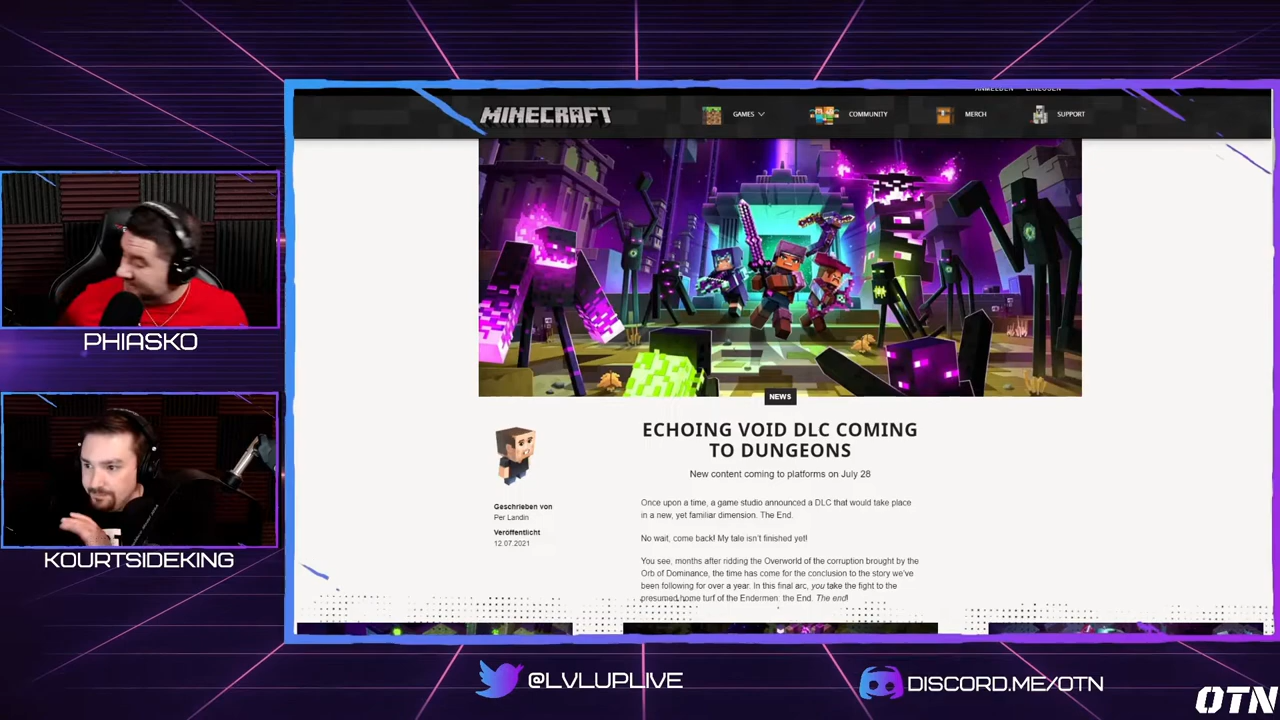 ANMELDEN EINLÖSEN
MINECRAFT
GAMES
COMMUNITY
MERCH
SUPPORT
PHIASKO
KOURTSIDEKING
NEWS
ECHOING VOID DLC COMING
TO DUNGEONS
New content coming to platforms on July 28
Geschrieben von
Per Landin
Veröffentlicht
12.07.2021
Once upon a time, a game studio announced a DLC that would take place
in a new, yet familiar dimension. The End.
No wait, come back! My tale isn't finished yet!
You see, months after ridding the Overworld of the corruption brought by the
Orb of Dominance, the time has come for the conclusion to the story we've
been following for over a year. In this final arc, you take the fight to the
presumed home turf of the Endermen: the End. The end!
@LVLUPLIVE
DISCORD.ME/OTN
OTN